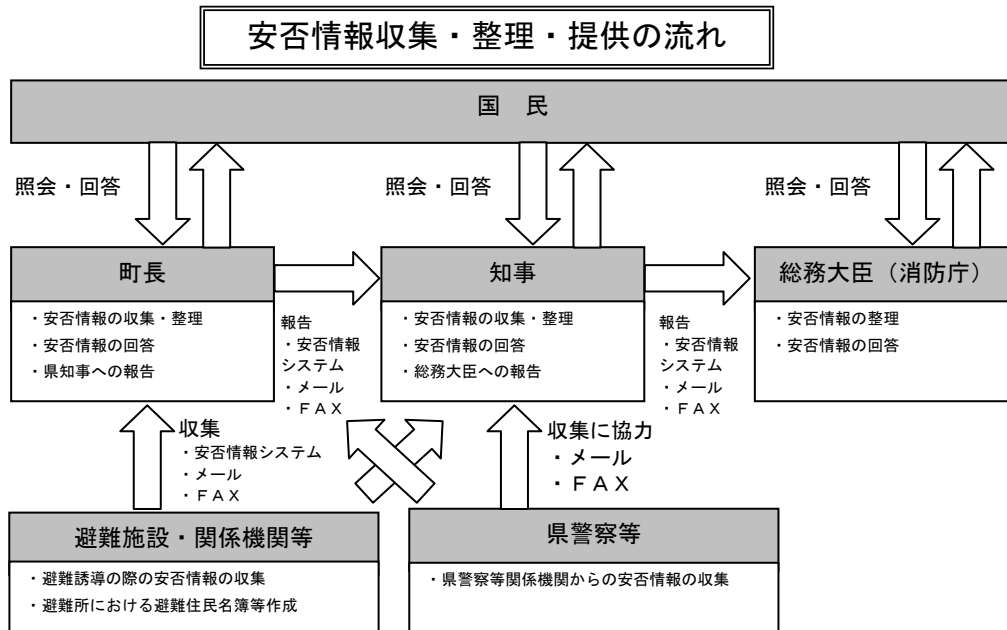 安否情報収集・整理・提供の流れ
国　民
照会・回答
照会・回答
照会・回答
町長
・安否情報の収集・整理
・安否情報の回答
・県知事への報告
報告
・安否情報
システム
・メール
・ＦＡＸ
知事
・安否情報の収集・整理
・安否情報の回答
・総務大臣への報告
報告
・安否情報
システム
・メール
・ＦＡＸ
総務大臣（消防庁）
・安否情報の整理
・安否情報の回答
収集
・安否情報システム
・メール
・ＦＡＸ
収集に協力
・メール
・ＦＡＸ
避難施設・関係機関等
・避難誘導の際の安否情報の収集
・避難所における避難住民名簿等作成
県警察等
・県警察等関係機関からの安否情報の収集